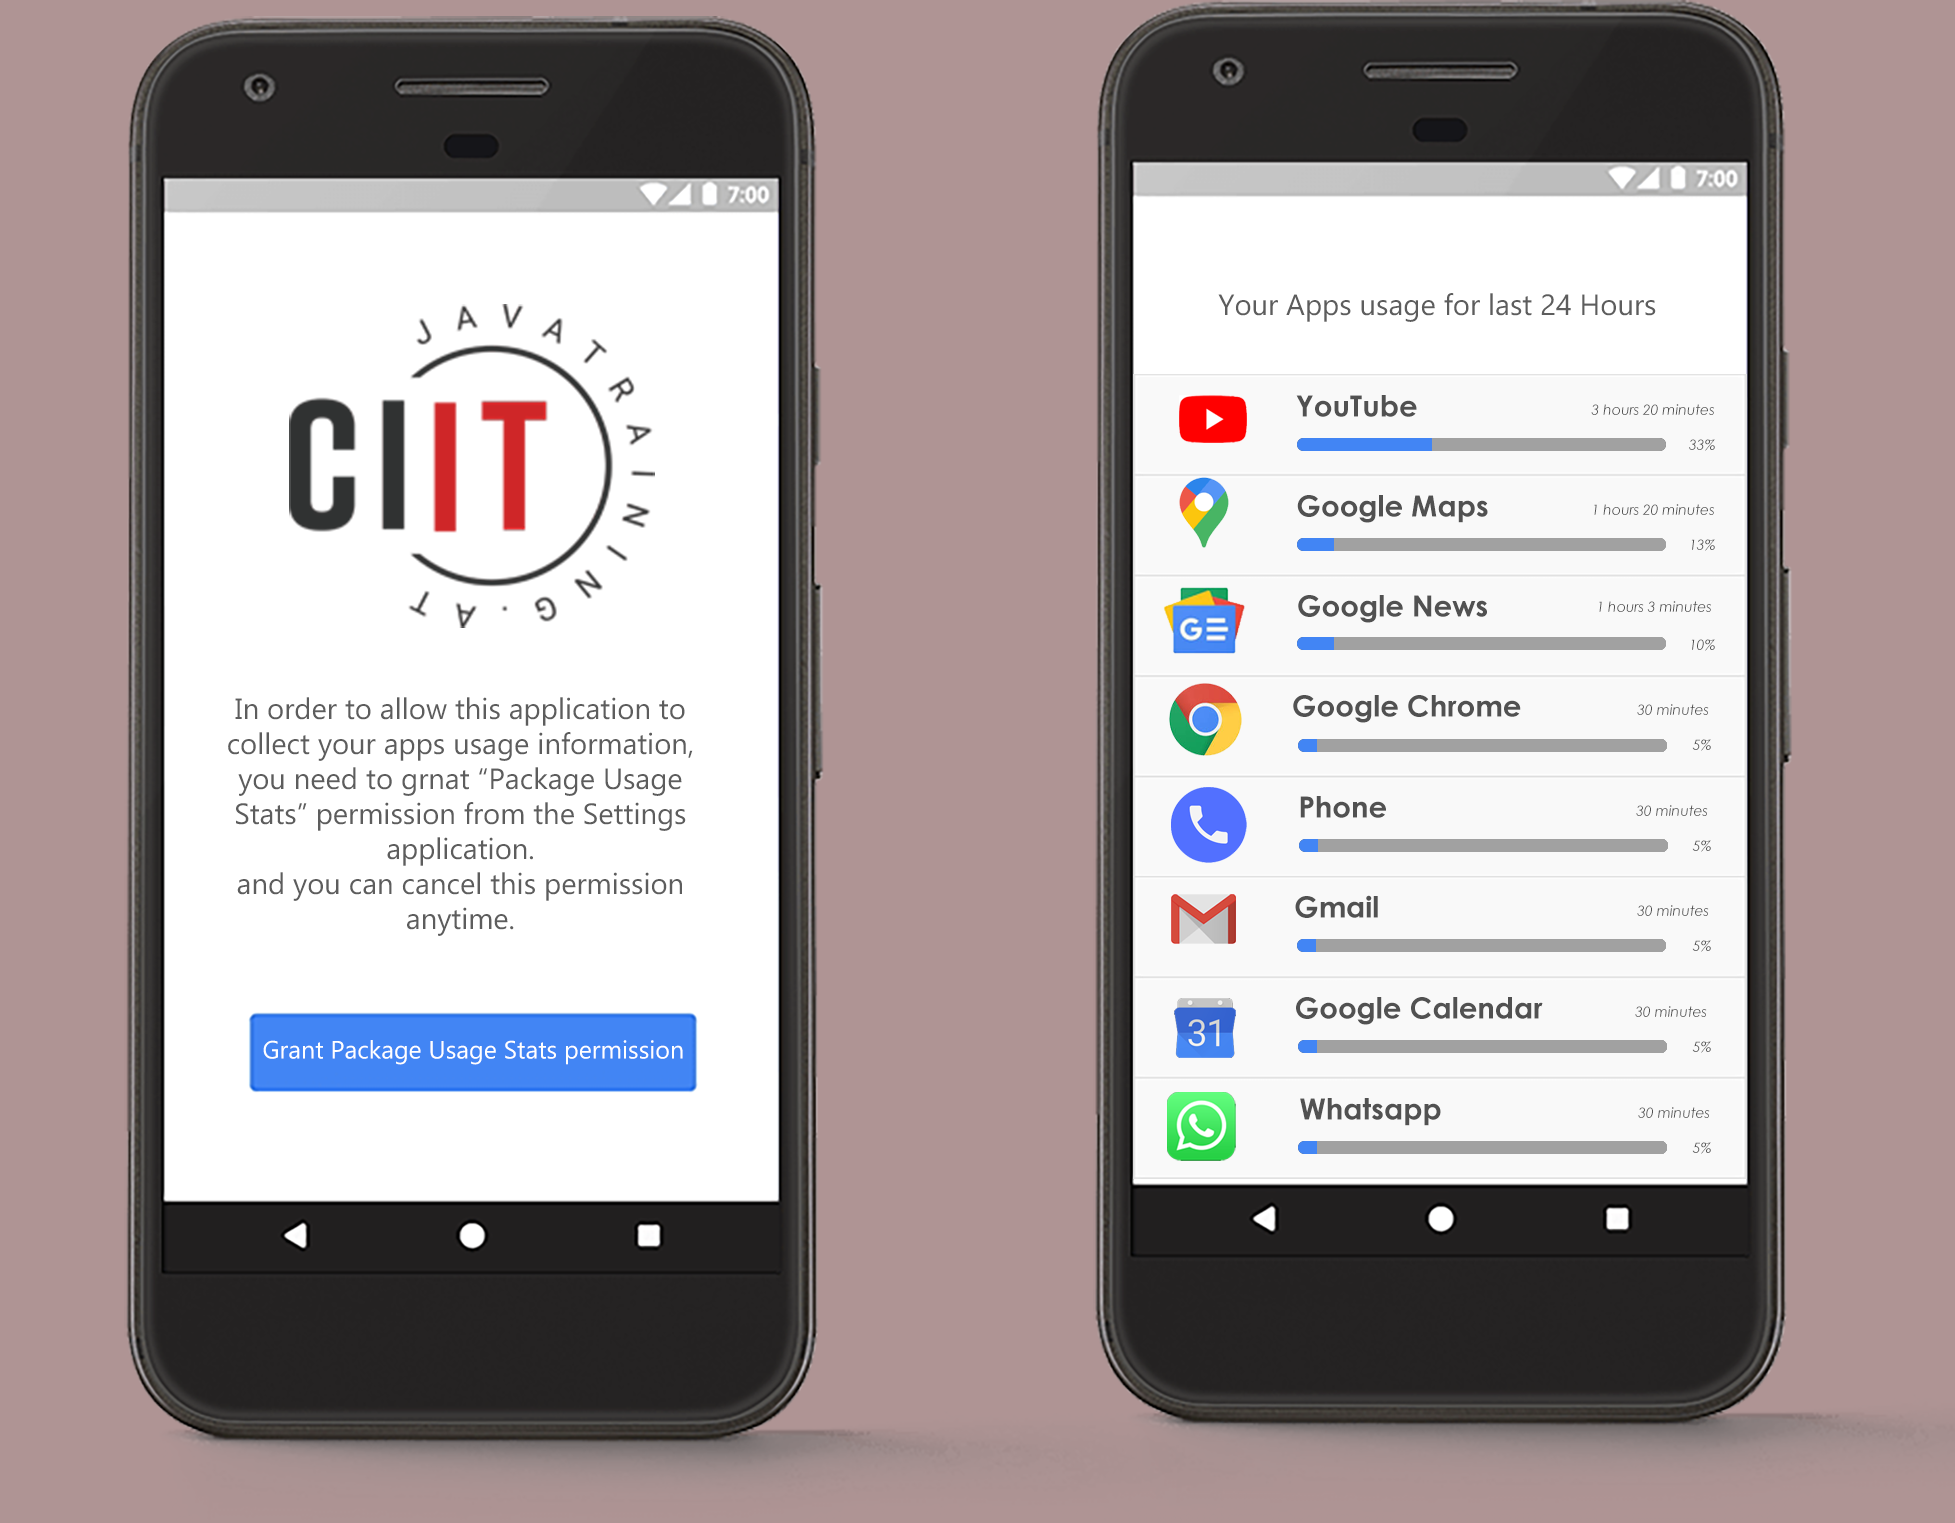 7:00
JAVATRAINING.AT
CIIT
In order to allow this application to
collect your apps usage information,
you need to grnat “Package Usage
Stats” permission from the Settings
application.
and you can cancel this permission
anytime.
Grant Package Usage Stats permission
7:00
Your Apps usage for last 24 Hours
YouTube 3 hours 20 minutes
33%
Google Maps 1 hours 20 minutes
13%
GE
Google News 1 hours 3 minutes
10%
Google Chrome 30 minutes
5%
Phone 30 minutes
5%
Gmail 30 minutes
5%
31
Google Calendar 30 minutes
5%
Whatsapp 30 minutes
5%